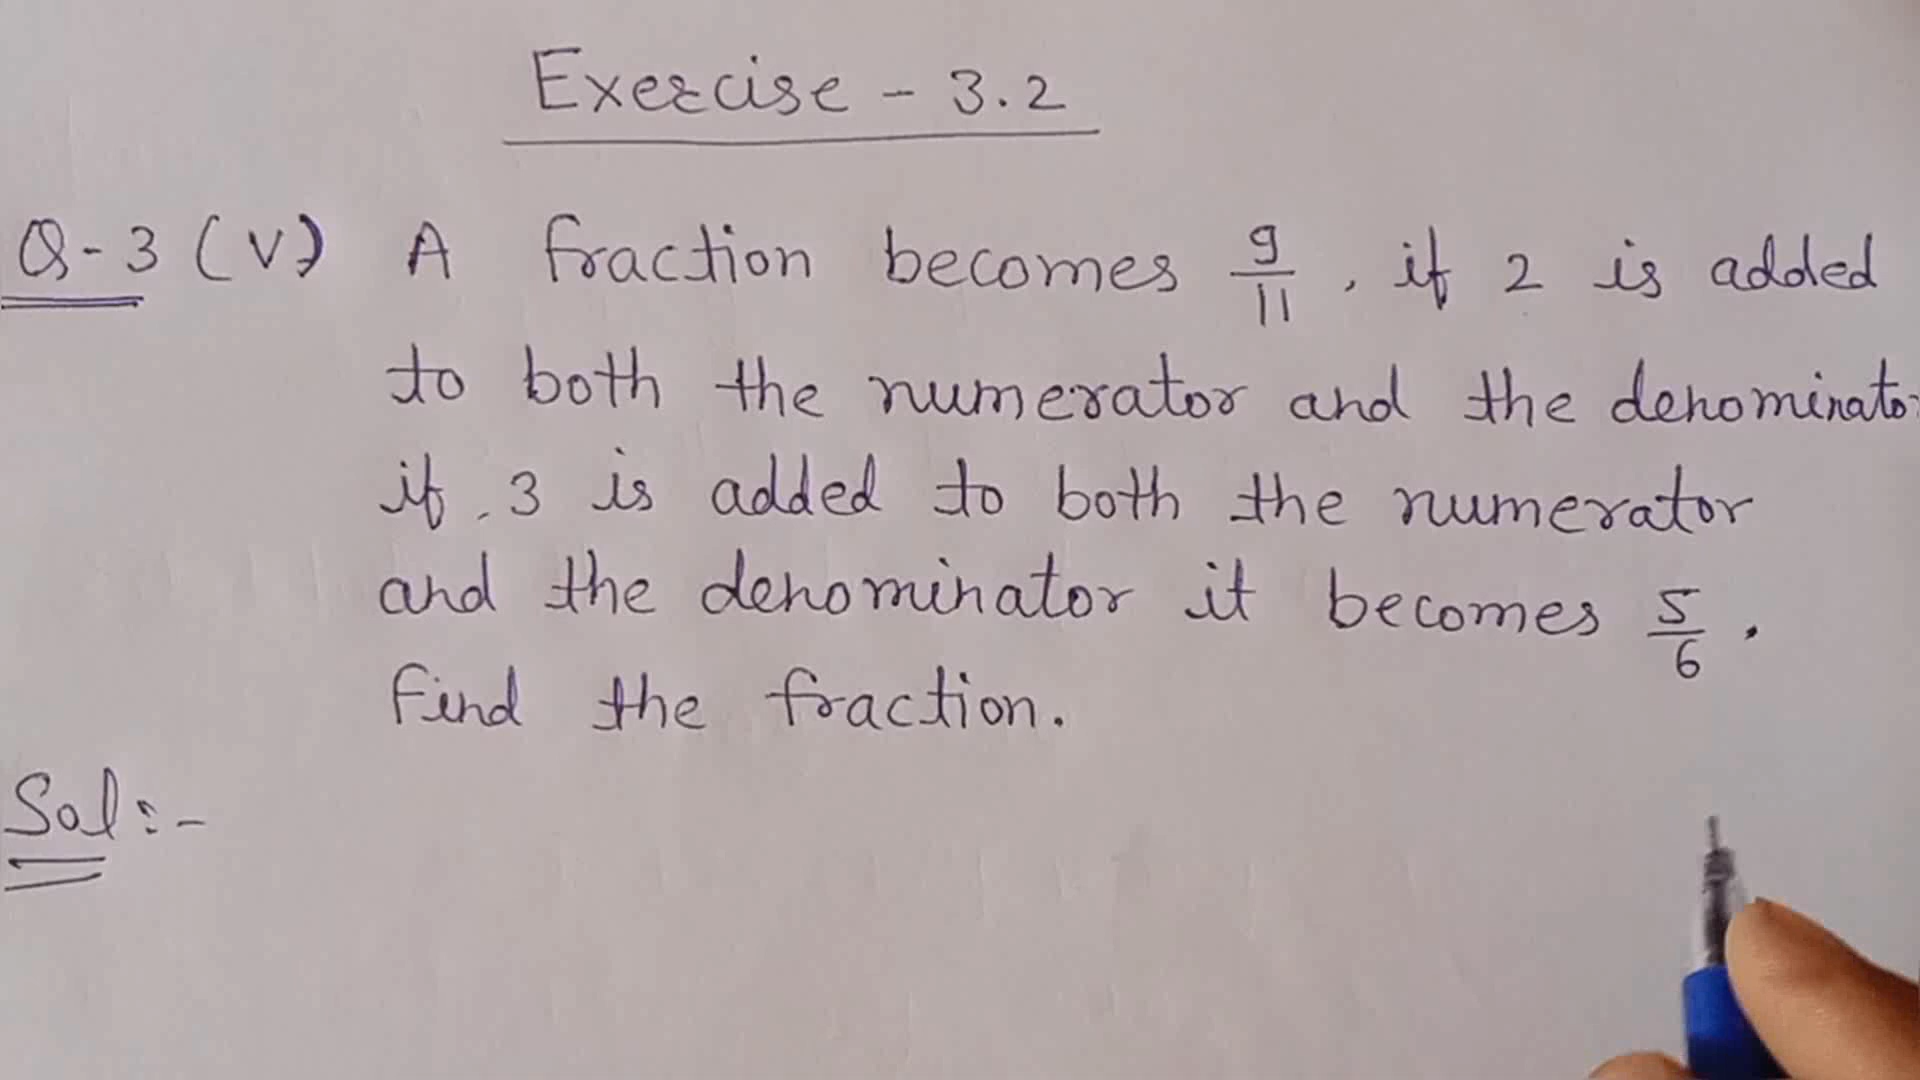 Exercise - 3.2
Q-3 (V) A fraction becomes 9/11, if 2 is added
to both the numerator and the denominato
if, 3 is added to both the numerator
and the denominator it becomes 5/6.
Find the fraction.
Sol:-